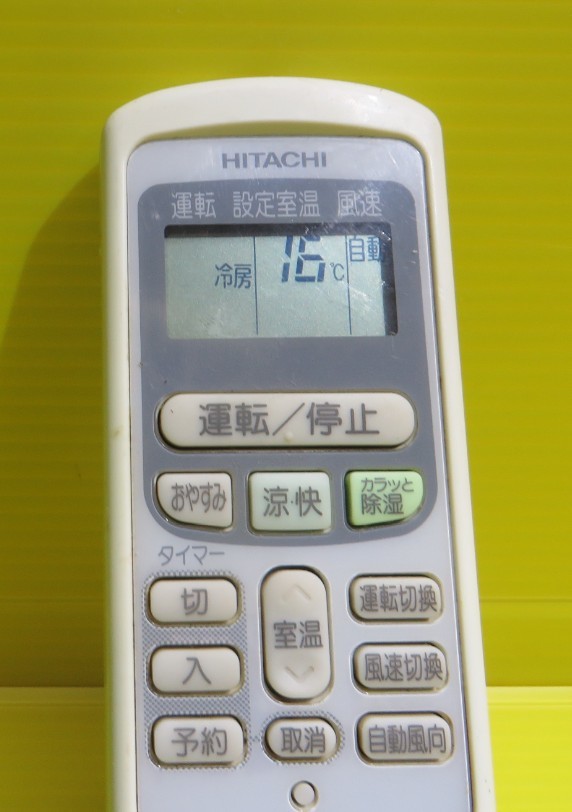 HITACHI
運転 設定室温 風速
16℃ 自動
冷房
運転/停止
おやすみ 涼・快 カラッと
除湿
タイマー
切 室温 運転切換
入 風速切換
予約 取消 自動風向